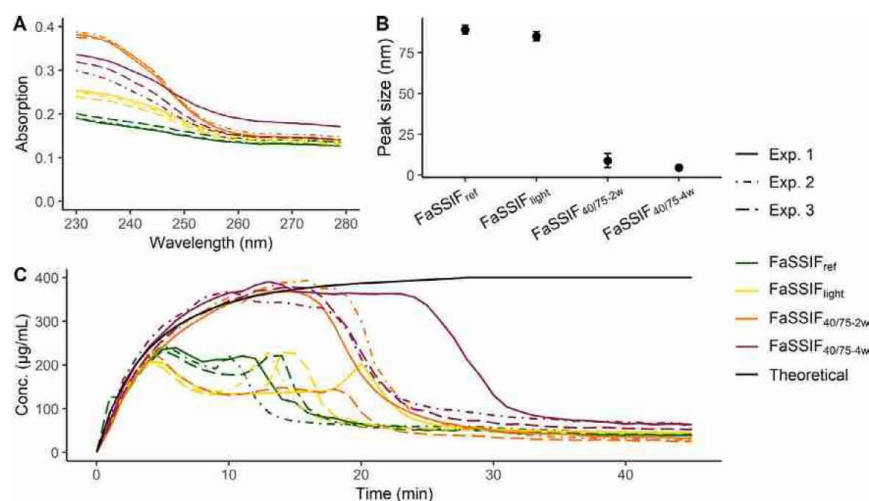 A
Absorption
0.4
0.3
0.2
0.1
0.0
230 240 250 260 270 280
Wavelength (nm)
B
Peak size (nm)
75
50
25
0
FaSSIFref
FaSSIFlight
FaSSIF40/75-2w
FaSSIF40/75-4w
Exp. 1
Exp. 2
Exp. 3
FaSSIFref
FaSSIFlight
FaSSIF40/75-2w
FaSSIF40/75-4w
Theoretical
C
Conc. (µg/mL)
400
300
200
100
0
0 10 20 30 40
Time (min)